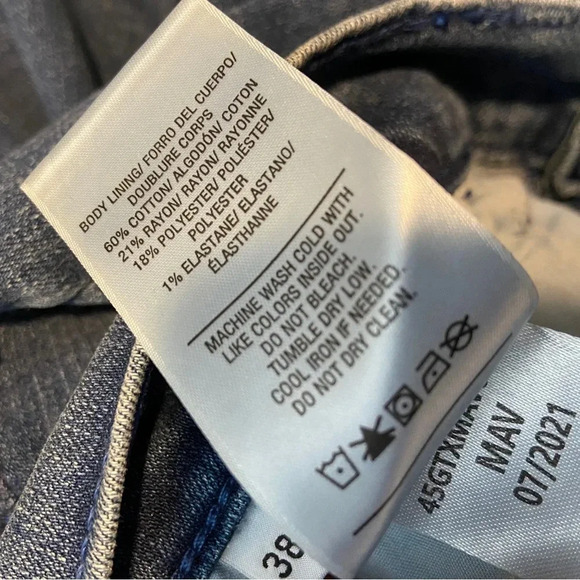 BODY LINING/ FORRO DEL CUERPO/
DOUBLURE CORPS
60% COTTON/ ALGODÓN/ COTON
21% RAYON/ RAYON/ RAYONNE
18% POLYESTER/ POLIÉSTER/
POLYESTER
1% ELASTANE/ ELASTANO/
ÉLASTHANNE
MACHINE WASH COLD WITH
LIKE COLORS INSIDE OUT.
DO NOT BLEACH.
TUMBLE DRY LOW.
COOL IRON IF NEEDED.
DO NOT DRY CLEAN.
MAV
07/2021
38